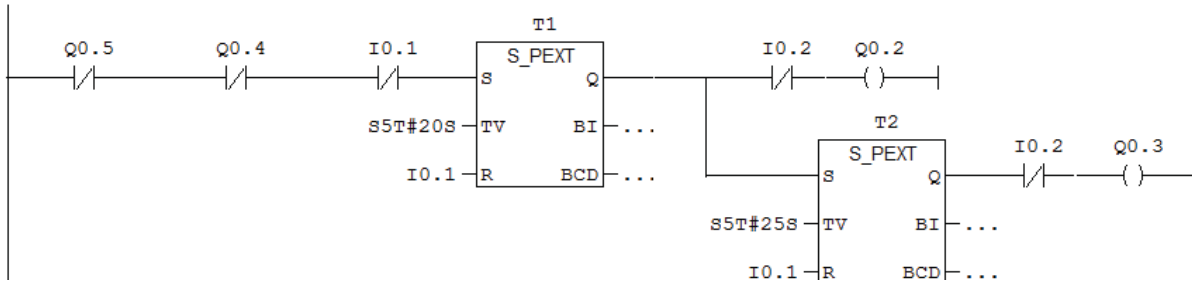 T1
Q0.5 Q0.4 I0.1 S_PEXT I0.2 Q0.2
S Q
S5T#20S TV BI ...
I0.1 R BCD ...
T2
S_PEXT I0.2 Q0.3
S Q
S5T#25S TV BI ...
I0.1 R BCD ...